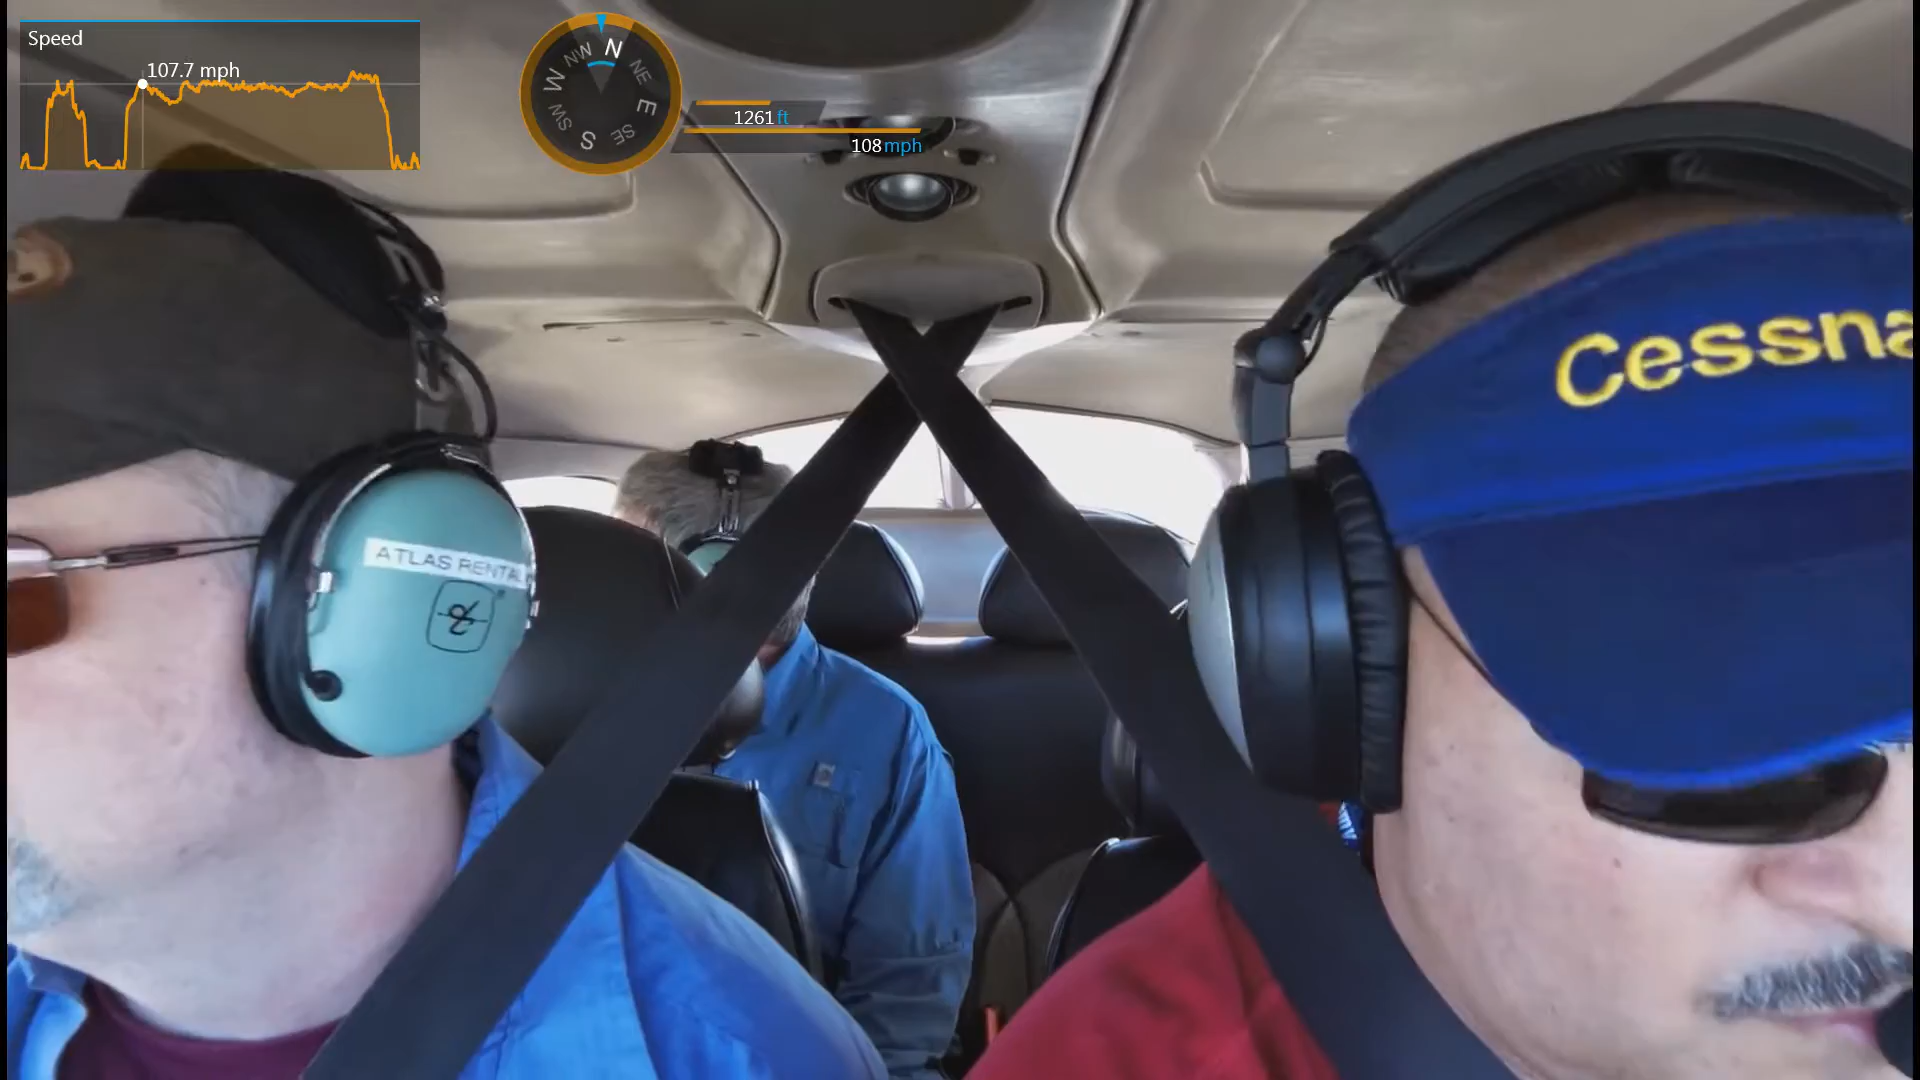 Speed
107.7 mph
N
NE
E
SE
S
SW
W
NW
1261 ft
108 mph
Cessna
ATLAS RENTAL